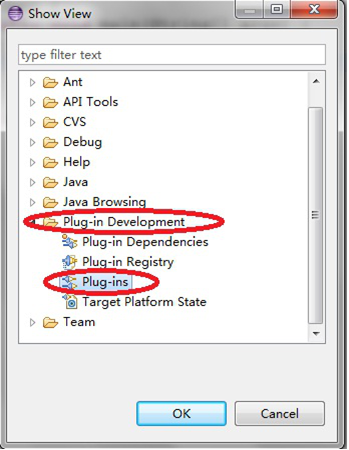 Show View
type filter text
Ant
API Tools
CVS
Debug
Help
Java
Java Browsing
Plug-in Development
Plug-in Dependencies
Plug-in Registry
Plug-ins
Target Platform State
Team
OK
Cancel